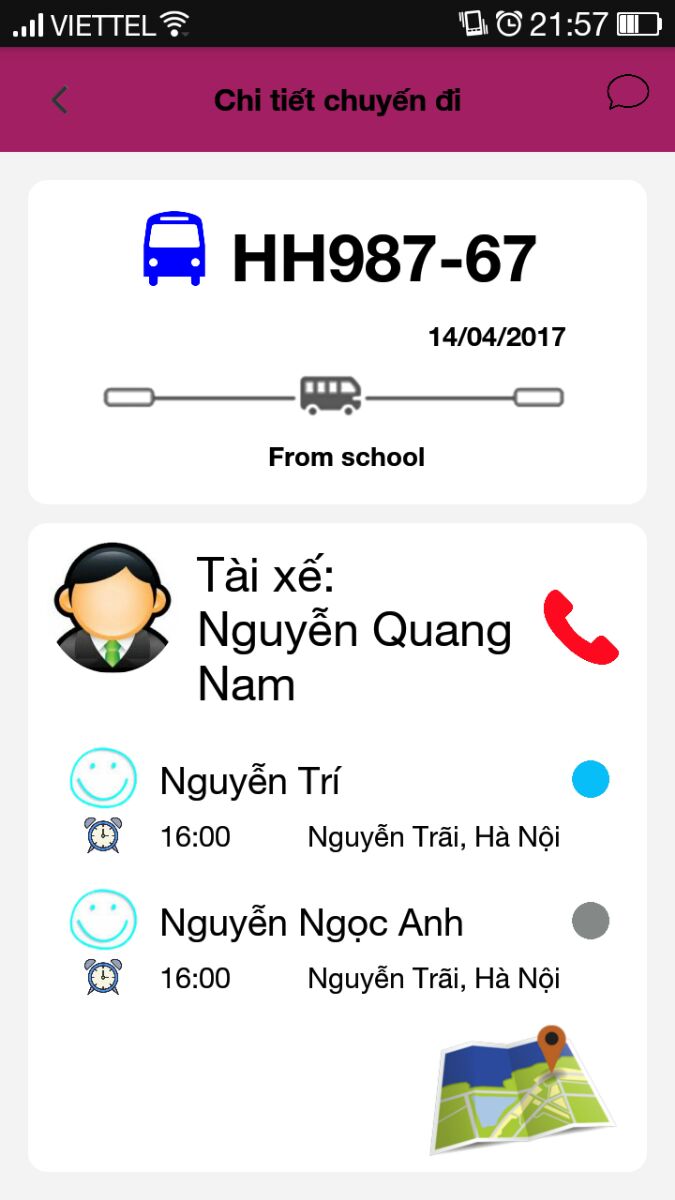 VIETTEL 21:57
Chi tiết chuyến đi
HH987-67
14/04/2017
From school
Tài xế:
Nguyễn Quang
Nam
Nguyễn Trí
16:00 Nguyễn Trãi, Hà Nội
Nguyễn Ngọc Anh
16:00 Nguyễn Trãi, Hà Nội